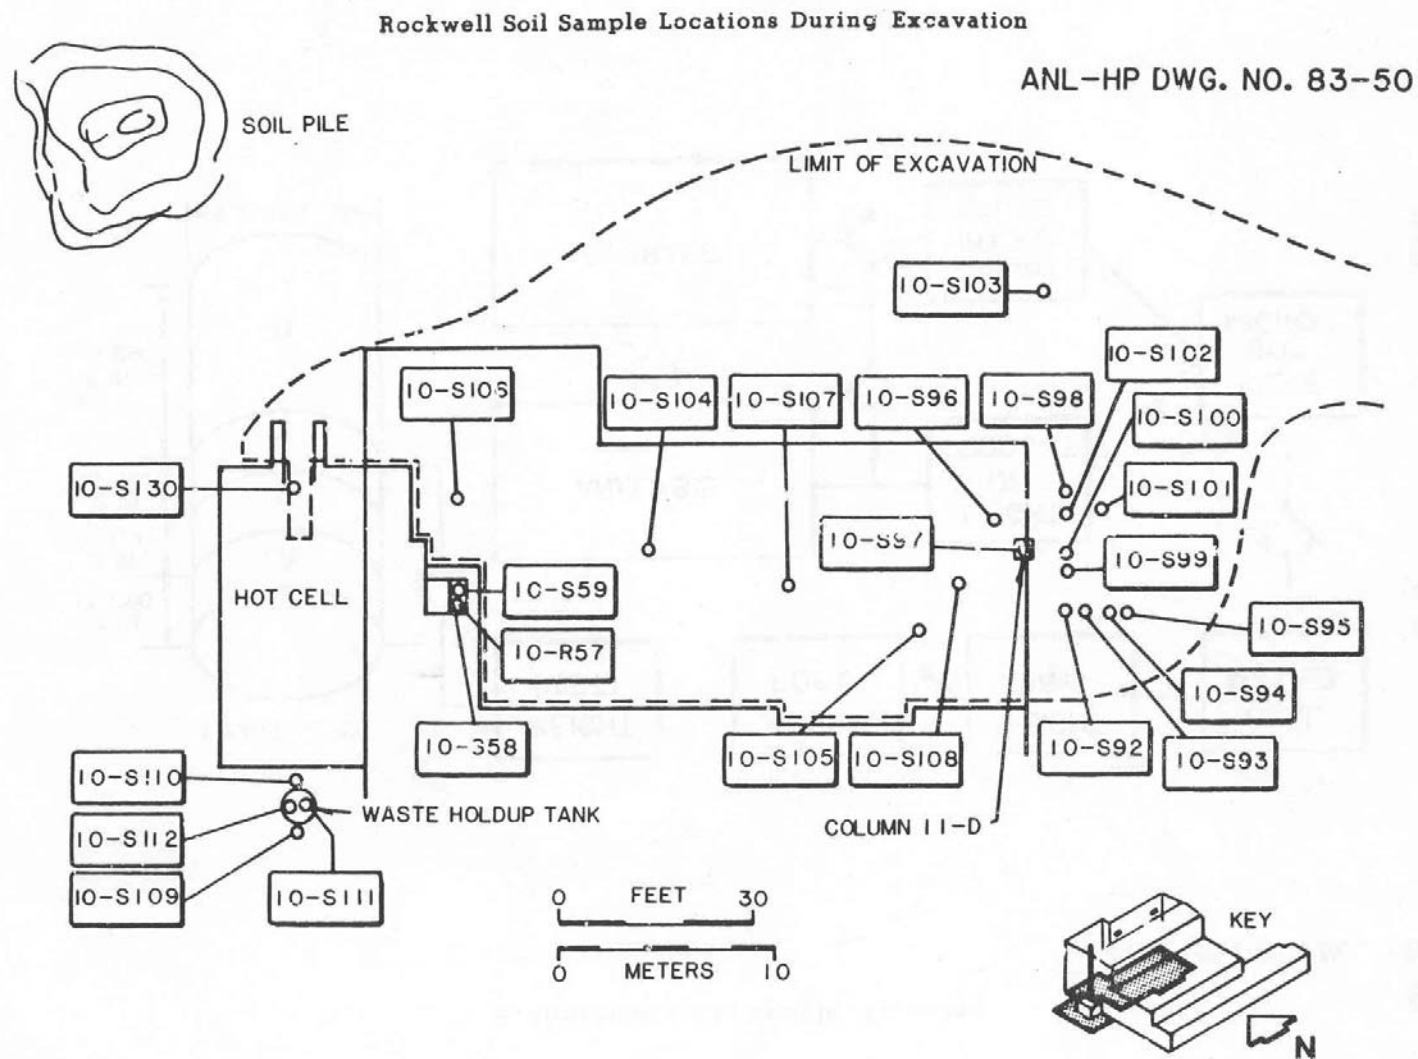 Rockwell Soil Sample Locations During Excavation
ANL-HP DWG. NO. 83-50
SOIL PILE
LIMIT OF EXCAVATION
10-S103
10-S102
10-S106
10-S104
10-S107
10-S96
10-S98
10-S100
10-S130
10-S101
10-S97
10-S99
HOT CELL
10-S59
10-S95
10-R57
10-S94
10-358
10-S105
10-S108
10-S92
10-S93
10-S110
WASTE HOLDUP TANK
COLUMN 11-D
10-S112
10-S109
10-S111
0 FEET 30
0 METERS 10
KEY
N